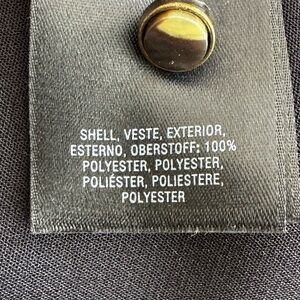 SHELL, VESTE, EXTERIOR,
ESTERNO, OBERSTOFF: 100%
POLYESTER, POLYESTER,
POLIÉSTER, POLIESTERE,
POLYESTER